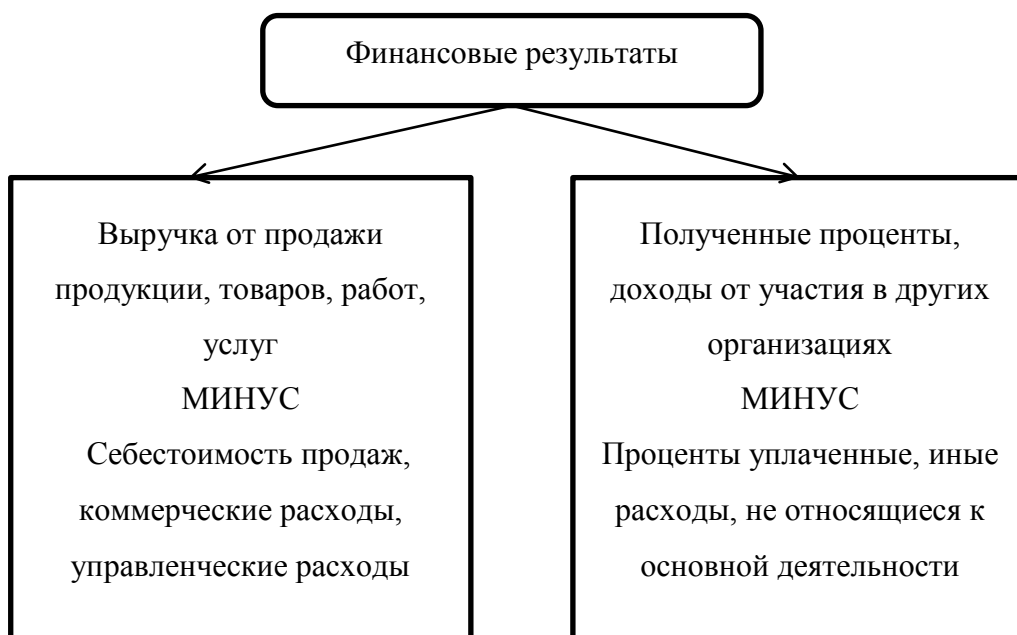 Финансовые результаты
Выручка от продажи
продукции, товаров, работ,
услуг
МИНУС
Себестоимость продаж,
коммерческие расходы,
управленческие расходы
Полученные проценты,
доходы от участия в других
организациях
МИНУС
Проценты уплаченные, иные
расходы, не относящиеся к
основной деятельности